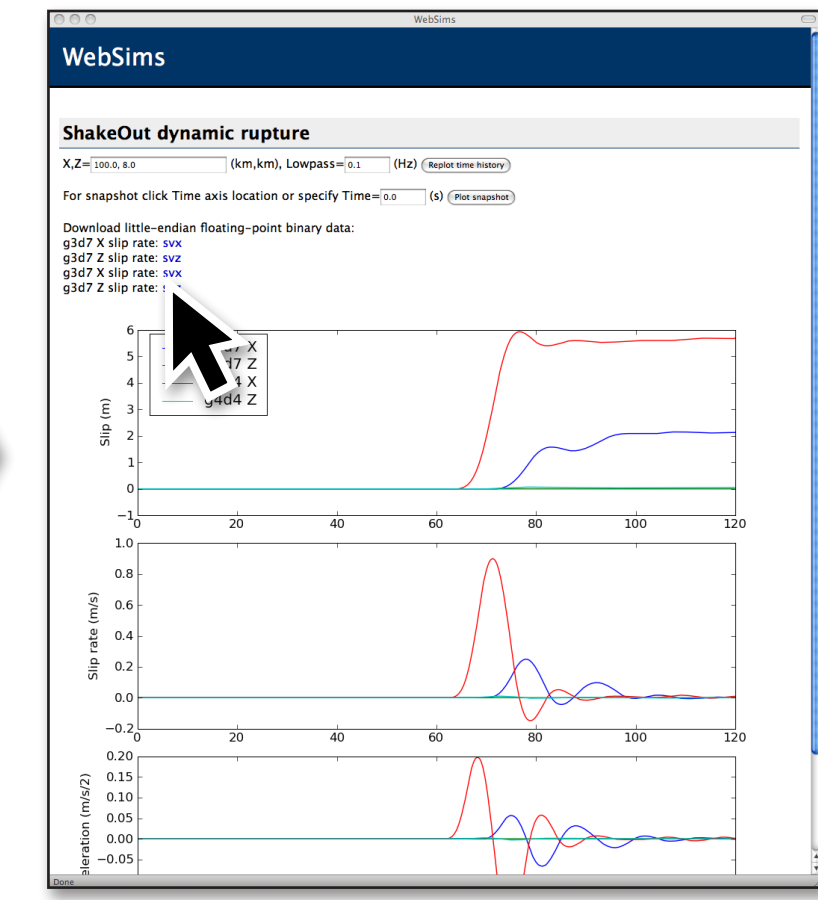 WebSims
WebSims
ShakeOut dynamic rupture
X,Z= 100.0, 8.0 (km,km), Lowpass= 0.1 (Hz) Replot time history
For snapshot click Time axis location or specify Time= 0.0 (s) Plot snapshot
Download little-endian floating-point binary data:
g3d7 X slip rate: svx
g3d7 Z slip rate: svz
g3d7 X slip rate: svx
g3d7 Z slip rate:
6
5
4
3
2
1
0
−1
Slip (m)
X
Z
X
g4d4 Z
0 20 40 60 80 100 120
1.0
0.8
0.6
0.4
0.2
0.0
−0.2
Slip rate (m/s)
0 20 40 60 80 100 120
0.20
0.15
0.10
0.05
0.00
−0.05
eleration (m/s/2)
Done